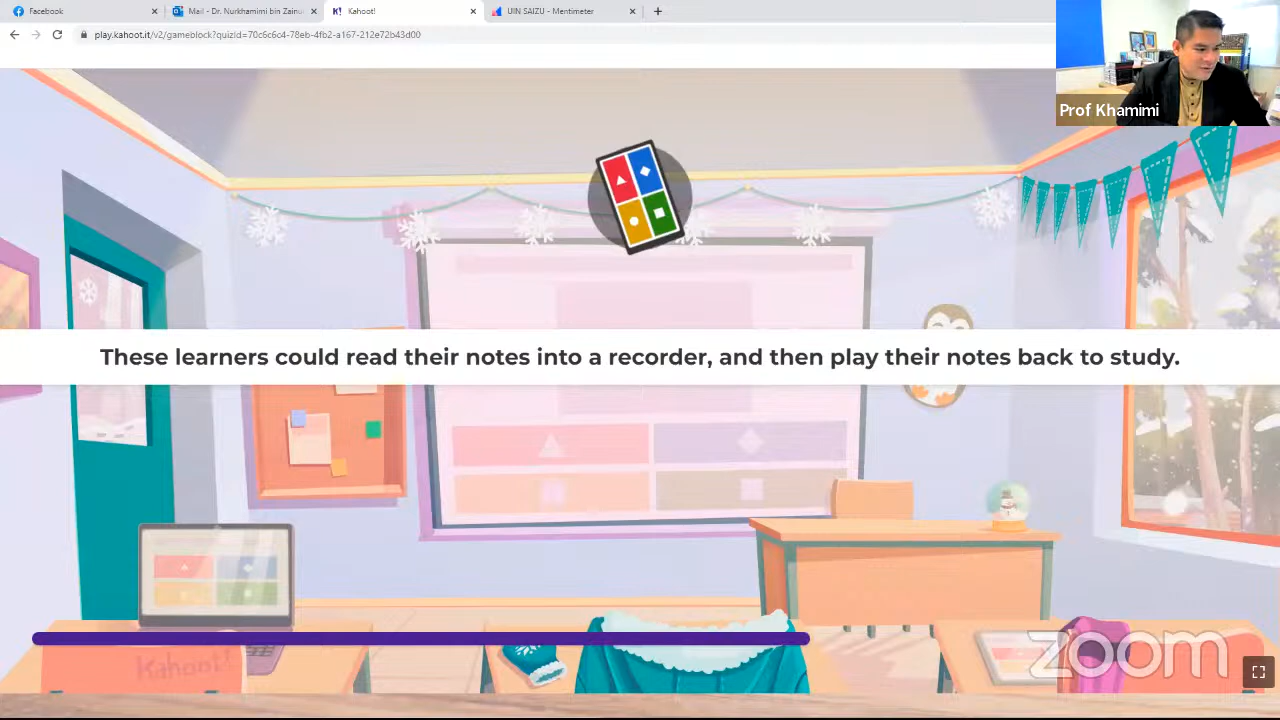 Facebook
Mail - Dr. Nurkhamimi bin Zainu
Kahoot!
UIN SAIZU - Mentimeter
play.kahoot.it/v2/gameblock?quizId=70c6c6c4-78eb-4fb2-a167-212e72b43d00
Prof Khamimi
These learners could read their notes into a recorder, and then play their notes back to study.
Kahoot!
zoom